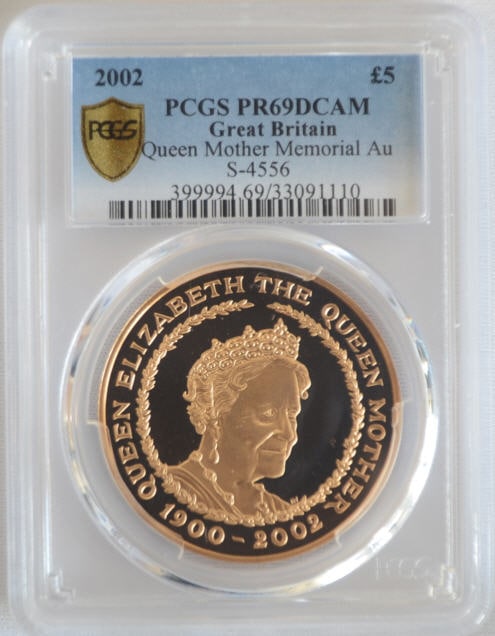 2002 £5
PCGS PR69DCAM
Great Britain
PCGS
Queen Mother Memorial Au
S-4556
399994.69/33091110
QUEEN ELIZABETH THE QUEEN MOTHER
1900-2002
PCGS